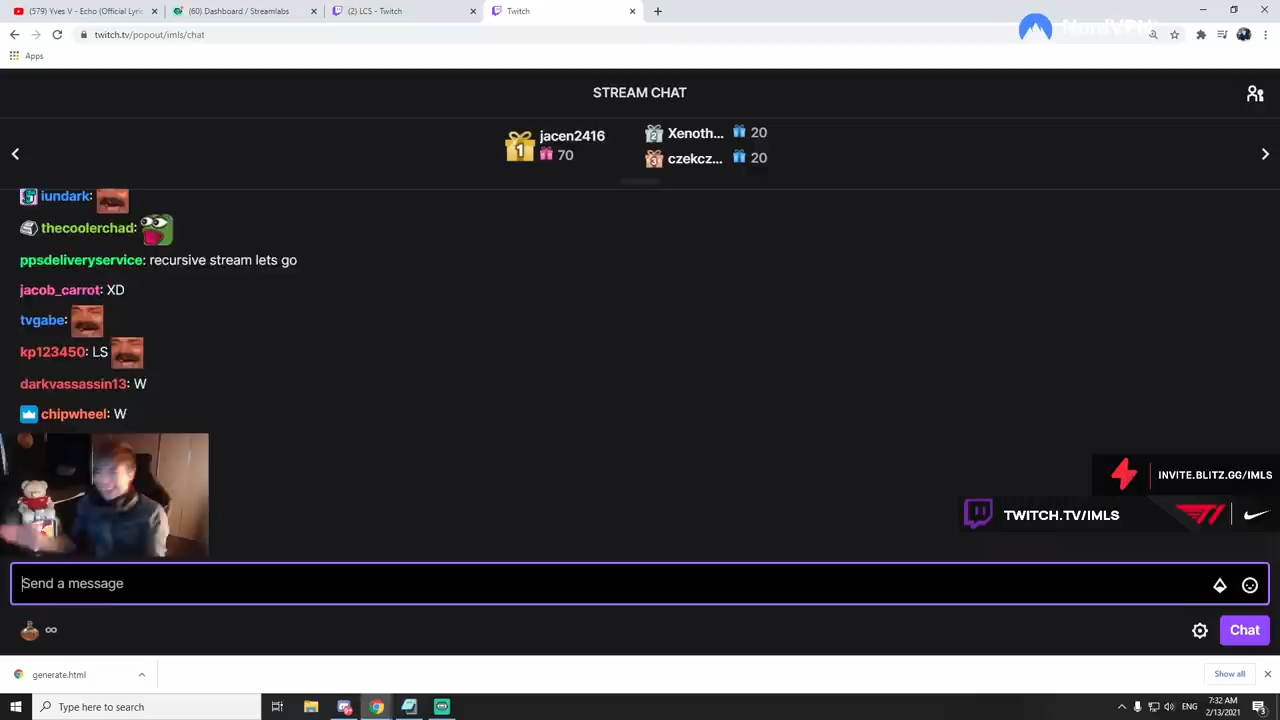 (579) Yves V - Echo (Official Lyric
(60) Dashboard / Streamlabs
(2) LCS - Twitch
Twitch
twitch.tv/popout/imls/chat
NordVPN
Apps
STREAM CHAT
jacen2416
70
Xenoth... 20
czekcz... 20
iundark:
thecoolerchad:
ppsdeliveryservice: recursive stream lets go
jacob_carrot: XD
tvgabe:
kp123450: LS
darkvassassin13: W
chipwheel: W
INVITE.BLITZ.GG/IMLS
TWITCH.TV/IMLS
Send a message
∞
Chat
generate.html
Show all
Type here to search
ENG
7:32 AM
2/13/2021